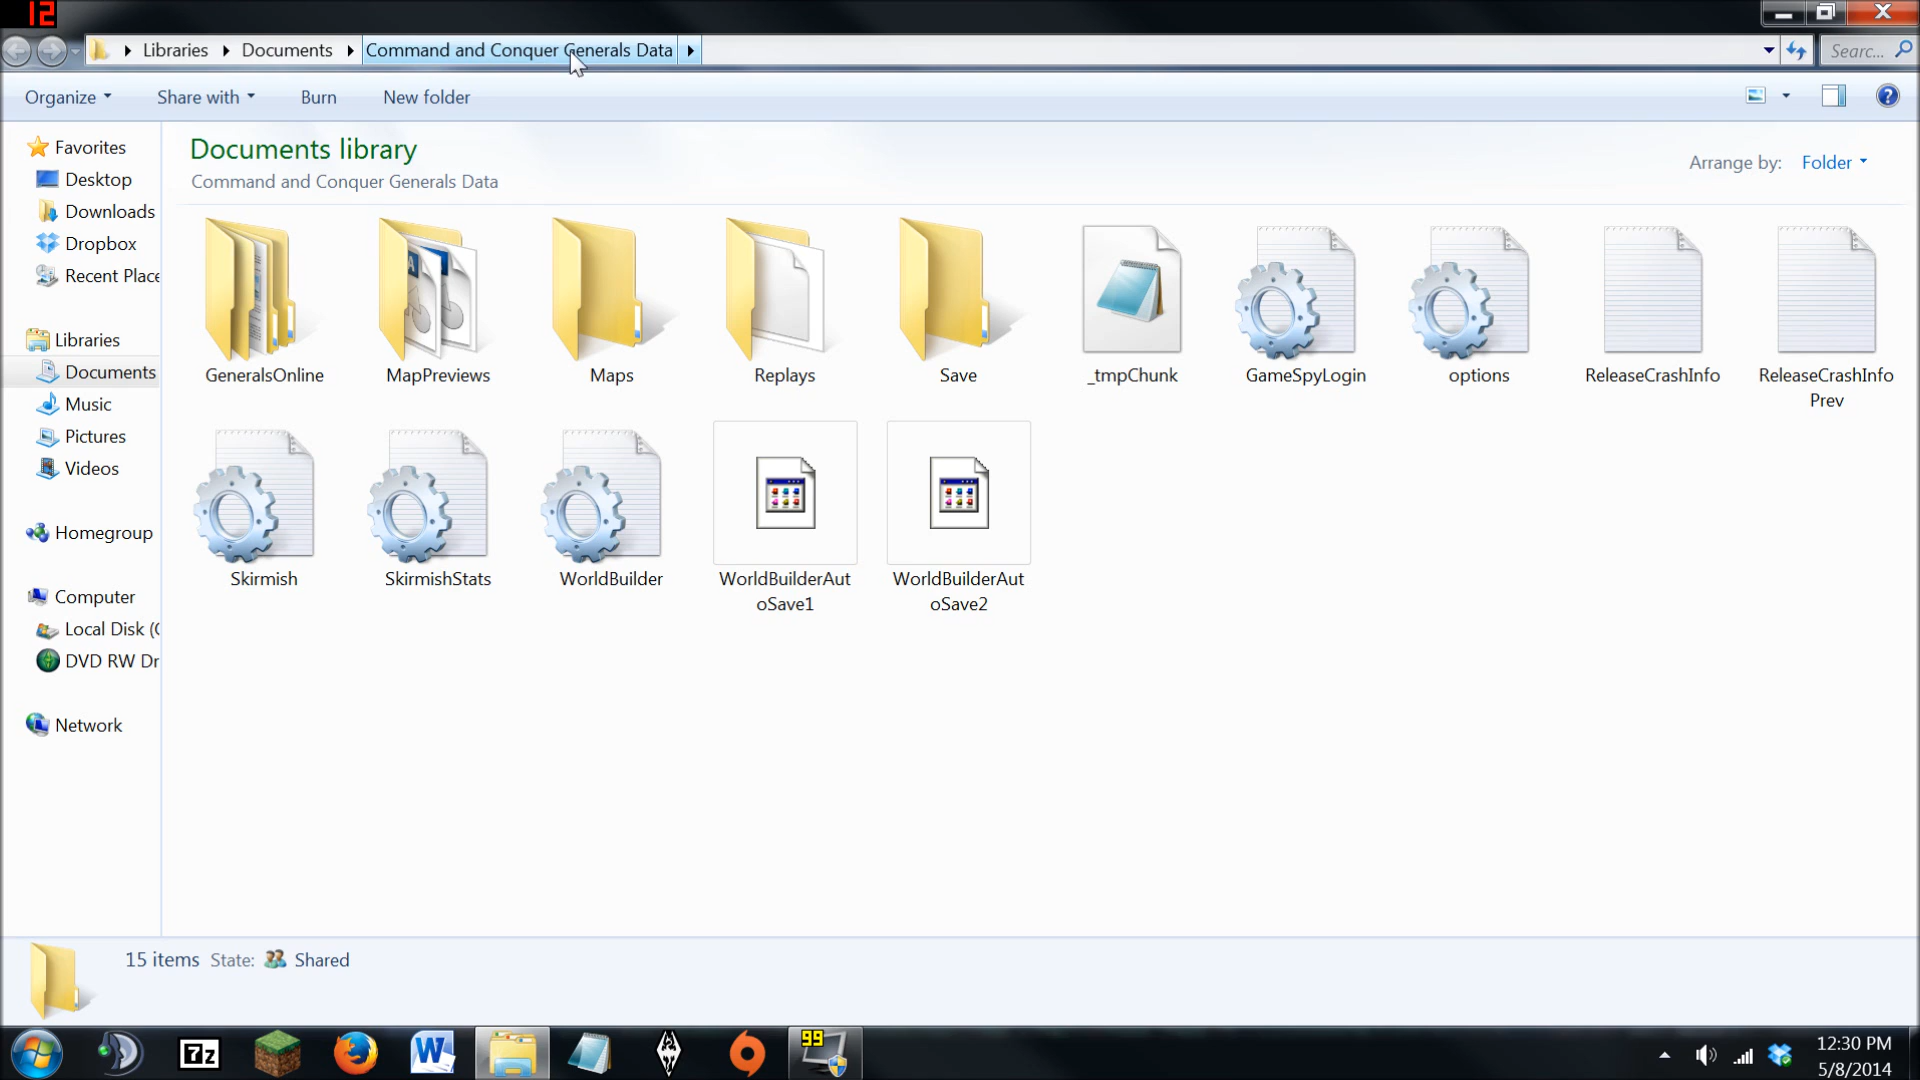 12
Libraries Documents Command and Conquer Generals Data Searc...
Organize Share with Burn New folder
Favorites
Desktop
Downloads
Dropbox
Recent Place
Libraries
Documents
Music
Pictures
Videos
Homegroup
Computer
Local Disk (C
DVD RW Dr
Network
Documents library
Command and Conquer Generals Data
Arrange by: Folder
GeneralsOnline
MapPreviews
Maps
Replays
Save
_tmpChunk
GameSpyLogin
options
ReleaseCrashInfo
ReleaseCrashInfo
Prev
Skirmish
SkirmishStats
WorldBuilder
WorldBuilderAut
oSave1
WorldBuilderAut
oSave2
15 items State: Shared
7z
W
99
12:30 PM
5/8/2014